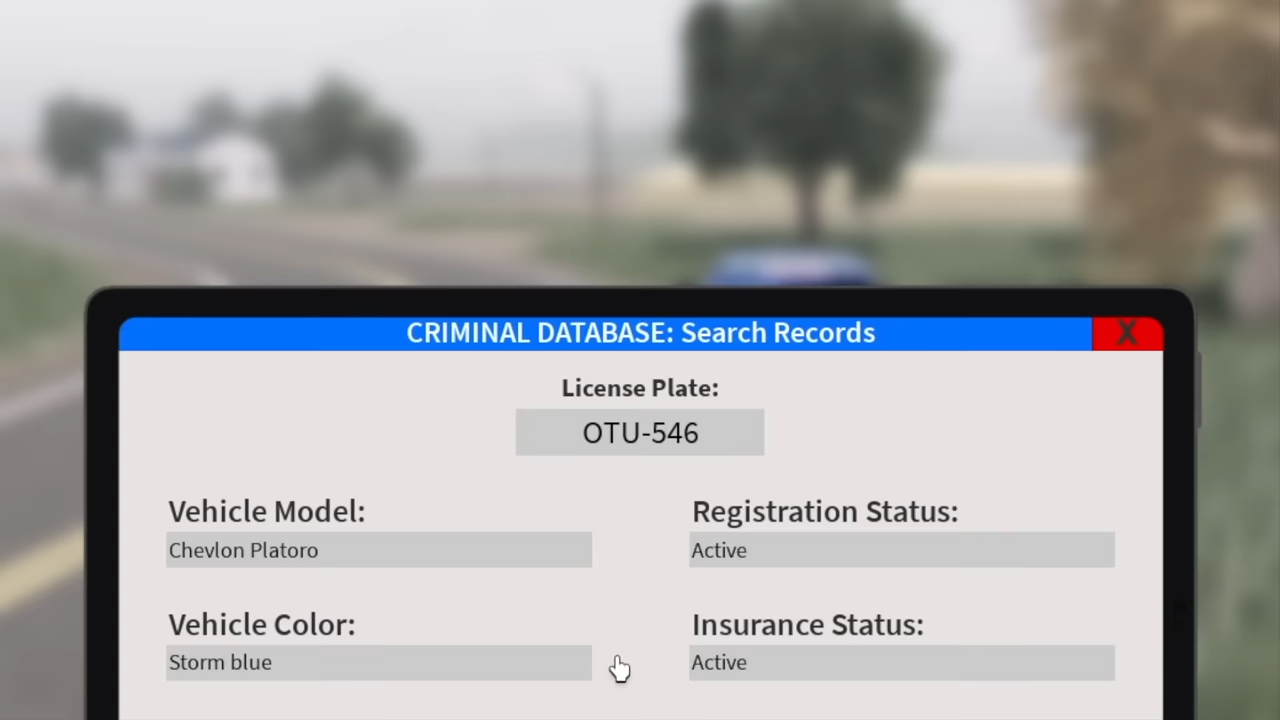 CRIMINAL DATABASE: Search Records
X
License Plate:
OTU-546
Vehicle Model:
Chevlon Platoro
Registration Status:
Active
Vehicle Color:
Storm blue
Insurance Status:
Active